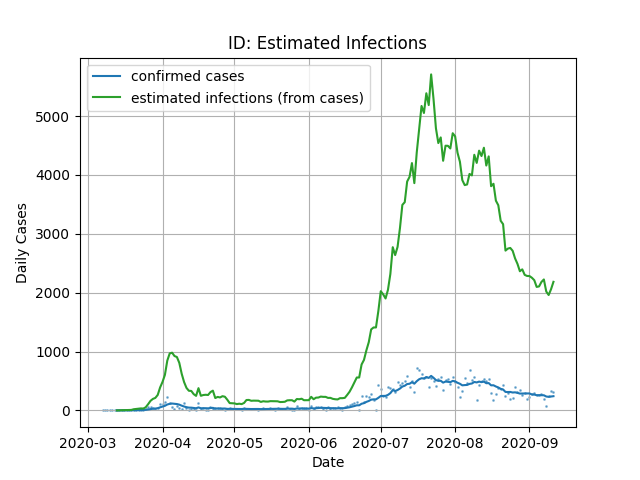 ID: Estimated Infections
confirmed cases
estimated infections (from cases)
Daily Cases
5000
4000
3000
2000
1000
0
2020-03 2020-04 2020-05 2020-06 2020-07 2020-08 2020-09
Date